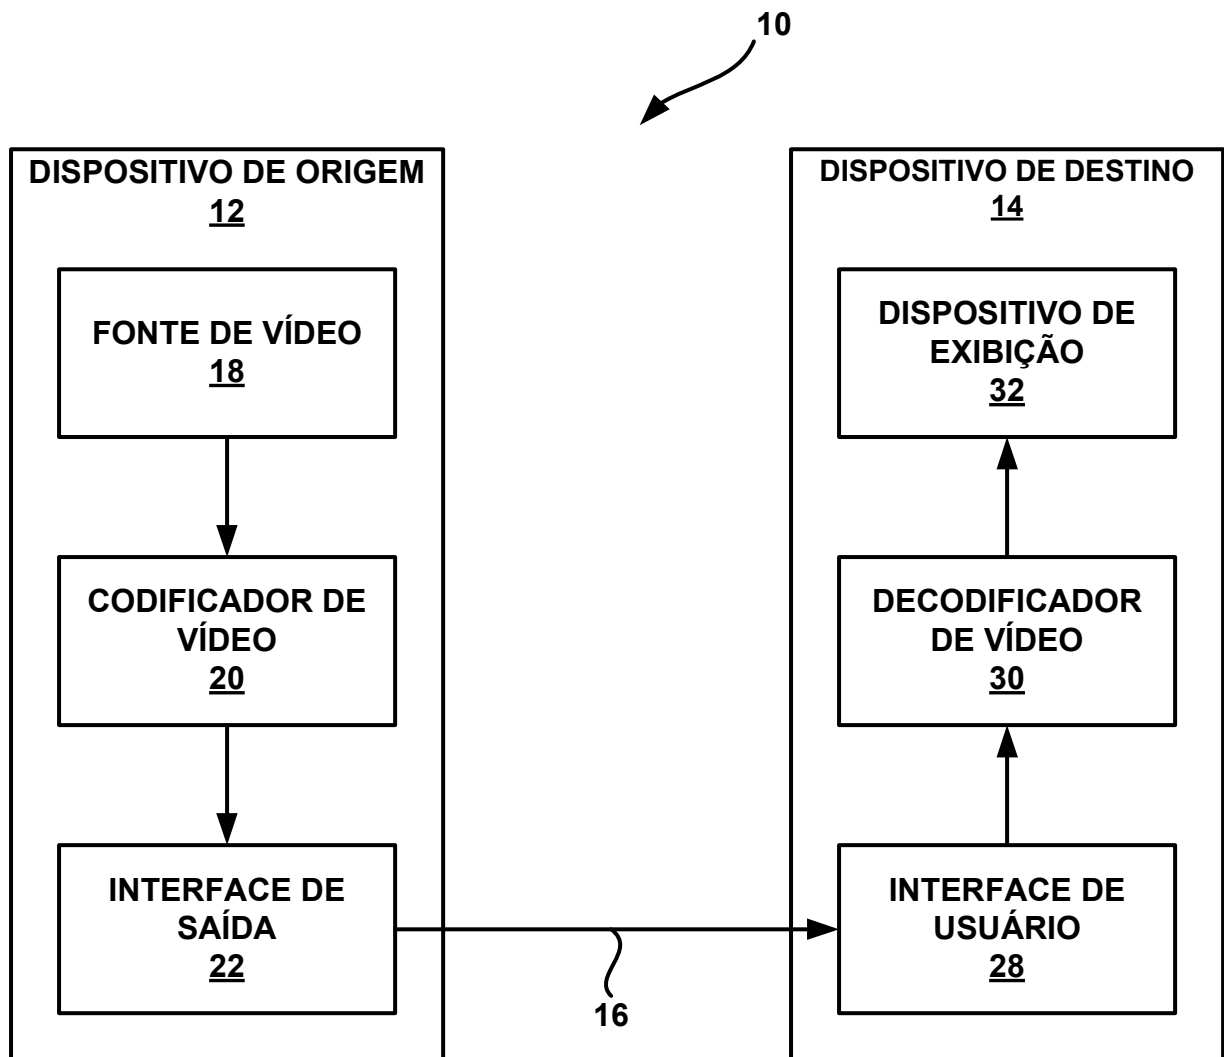 10
DISPOSITIVO DE ORIGEM
12
FONTE DE VÍDEO
18
CODIFICADOR DE
VÍDEO
20
INTERFACE DE
SAÍDA
22
16
DISPOSITIVO DE DESTINO
14
DISPOSITIVO DE
EXIBIÇÃO
32
DECODIFICADOR
DE VÍDEO
30
INTERFACE DE
USUÁRIO
28